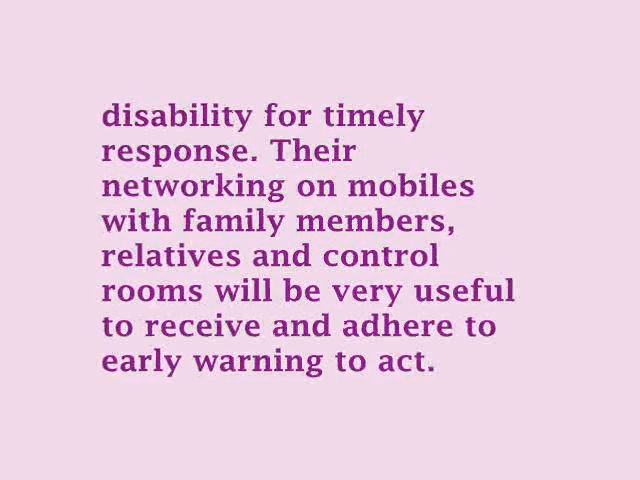 disability for timely
response. Their
networking on mobiles
with family members,
relatives and control
rooms will be very useful
to receive and adhere to
early warning to act.